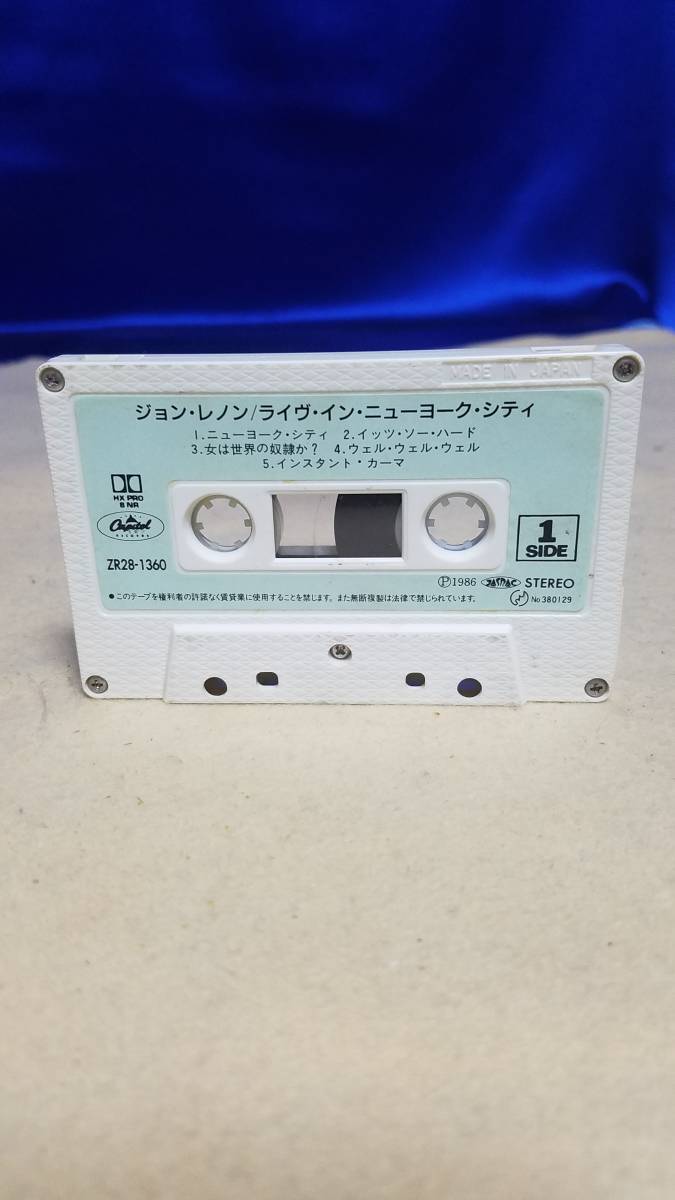 MADE IN JAPAN
ジョン・レノン/ライヴ・イン・ニューヨーク・シティ
1.ニューヨーク・シティ 2.イッツ・ソー・ハード
3.女は世界の奴隷か? 4.ウェル・ウェル・ウェル
5.インスタント・カーマ
HX PRO
B NR
Capitol
RECORDS
ZR28-1360
1
SIDE
Ⓟ1986 JASRAC STEREO
●このテープを権利者の許諾なく賃貸業に使用することを禁じます。また無断複製は法律で禁じられています。
No 380129